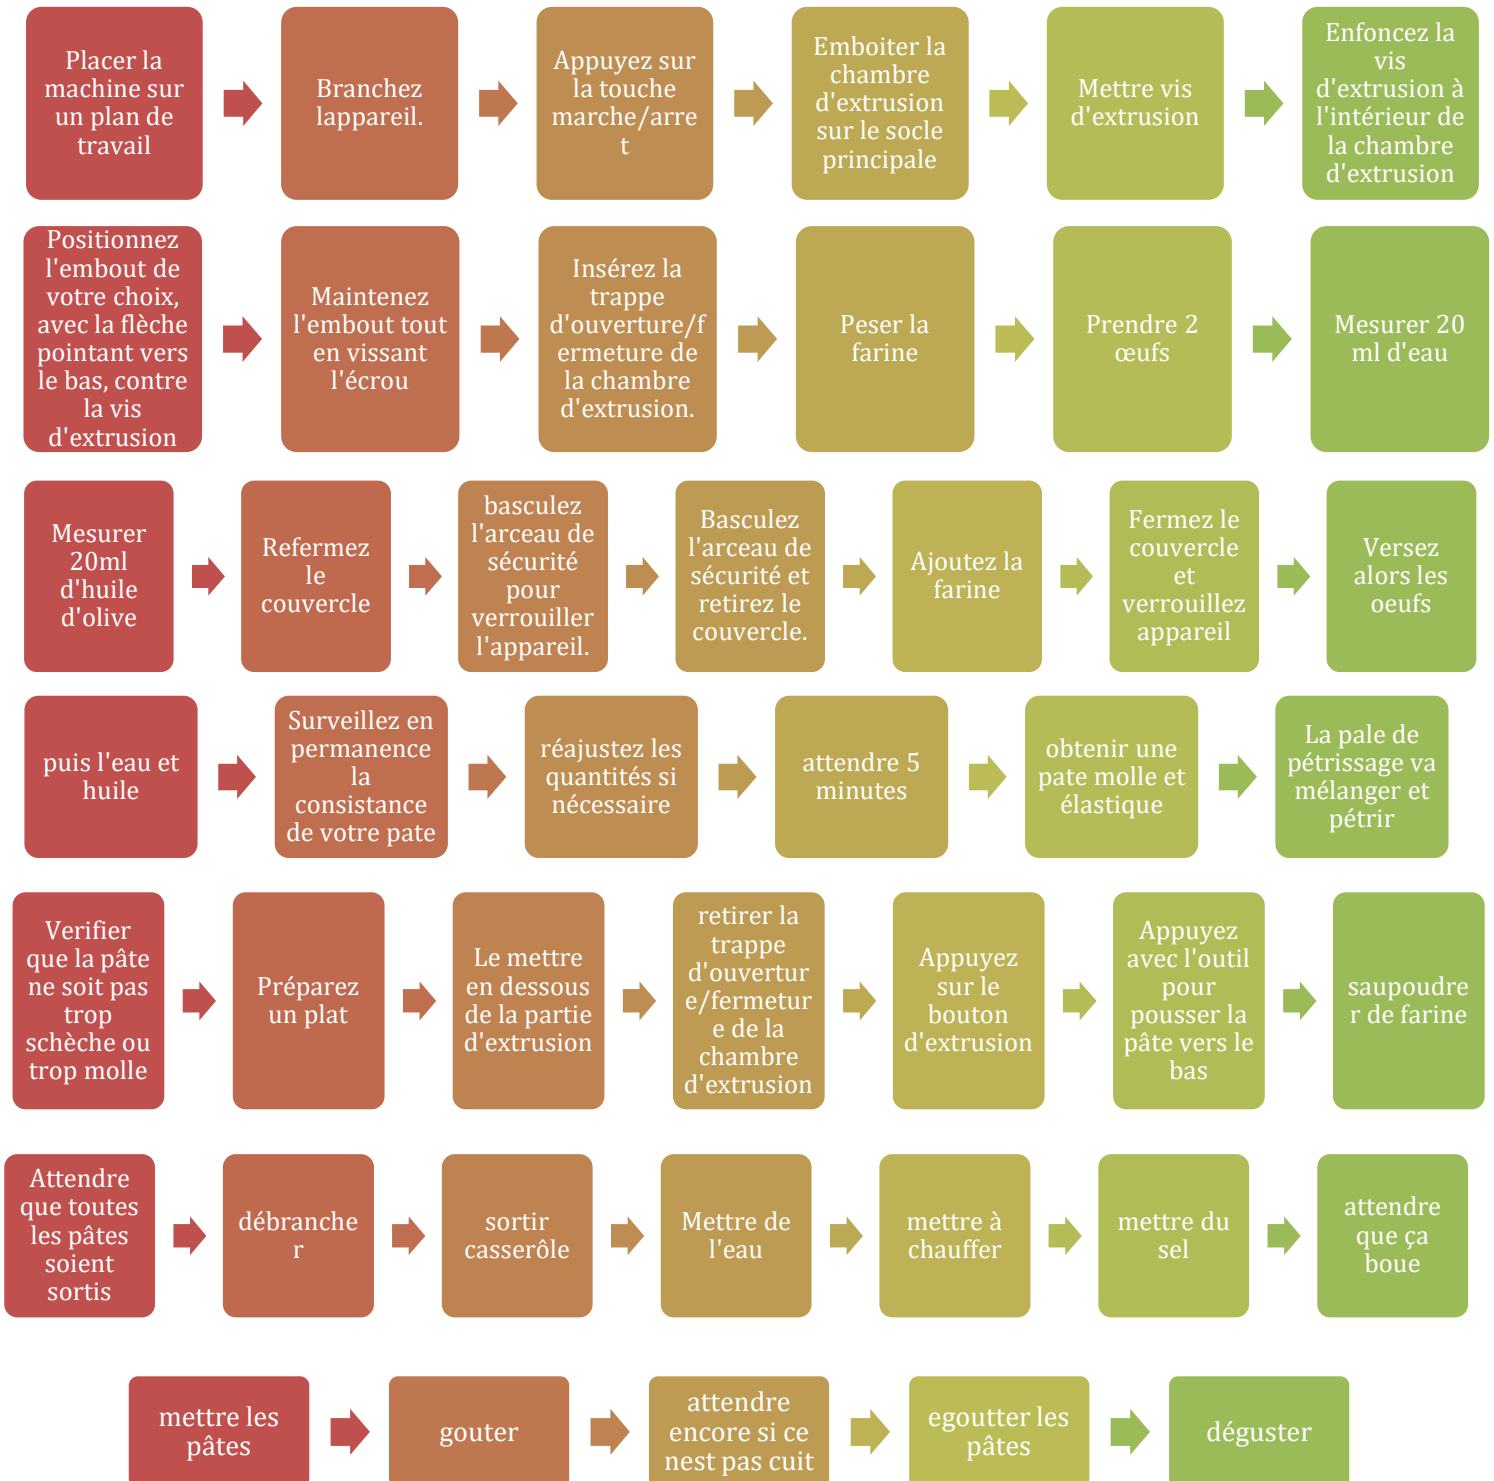 Placer la
machine sur
un plan de
travail
Branchez
lappareil.
Appuyez sur
la touche
marche/arre
t
Emboiter la
chambre
d'extrusion
sur le socle
principale
Mettre vis
d'extrusion
Enfoncez la
vis
d'extrusion à
l'intérieur de
la chambre
d'extrusion
Positionnez
l'embout de
votre choix,
avec la flèche
pointant vers
le bas, contre
la vis
d'extrusion
Maintenez
l'embout tout
en vissant
l'écrou
Insérez la
trappe
d'ouverture/f
ermeture de
la chambre
d'extrusion.
Peser la
farine
Prendre 2
œufs
Mesurer 20
ml d'eau
Mesurer
20ml
d'huile
d'olive
Refermez
le
couvercle
basculez
l'arceau de
sécurité
pour
verrouiller
l'appareil.
Basculez
l'arceau de
sécurité et
retirez le
couvercle.
Ajoutez la
farine
Fermez le
couvercle
et
verrouillez
appareil
Versez
alors les
oeufs
puis l'eau et
huile
Surveillez en
permanence
la
consistance
de votre pate
réajustez les
quantités si
nécessaire
attendre 5
minutes
obtenir une
pate molle et
élastique
La pale de
pétrissage va
mélanger et
pétrir
Verifier
que la pâte
ne soit pas
trop
schèche ou
trop molle
Préparez
un plat
Le mettre
en dessous
de la partie
d'extrusion
retirer la
trappe
d'ouvertur
e/fermetur
e de la
chambre
d'extrusion
Appuyez
sur le
bouton
d'extrusion
Appuyez
avec l'outil
pour
pousser la
pâte vers le
bas
saupoudre
r de farine
Attendre
que toutes
les pâtes
soient
sortis
débranche
r
sortir
casserôle
Mettre de
l'eau
mettre à
chauffer
mettre du
sel
attendre
que ça
boue
mettre les
pâtes
gouter
attendre
encore si ce
nest pas cuit
egoutter les
pâtes
déguster